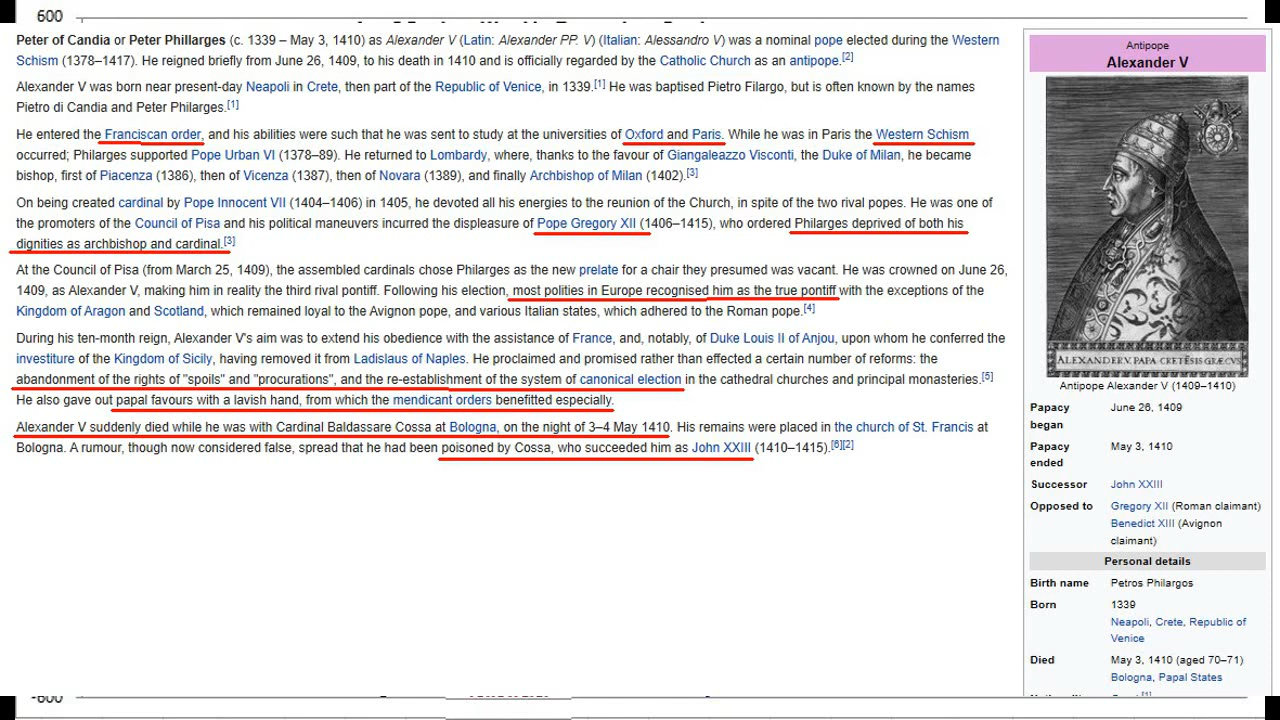 600
Peter of Candia or Peter Phillarges (c. 1339 – May 3, 1410) as Alexander V (Latin: Alexander PP. V) (Italian: Alessandro V) was a nominal pope elected during the Western
Schism (1378–1417). He reigned briefly from June 26, 1409, to his death in 1410 and is officially regarded by the Catholic Church as an antipope.[2]
Alexander V was born near present-day Neapoli in Crete, then part of the Republic of Venice, in 1339.[1] He was baptised Pietro Filargo, but is often known by the names
Pietro di Candia and Peter Philarges.[1]
He entered the Franciscan order, and his abilities were such that he was sent to study at the universities of Oxford and Paris. While he was in Paris the Western Schism
occurred; Philarges supported Pope Urban VI (1378–89). He returned to Lombardy, where, thanks to the favour of Giangaleazzo Visconti, the Duke of Milan, he became
bishop, first of Piacenza (1386), then of Vicenza (1387), then of Novara (1389), and finally Archbishop of Milan (1402).[3]
On being created cardinal by Pope Innocent VII (1404–1406) in 1405, he devoted all his energies to the reunion of the Church, in spite of the two rival popes. He was one of
the promoters of the Council of Pisa and his political maneuvers incurred the displeasure of Pope Gregory XII (1406–1415), who ordered Philarges deprived of both his
dignities as archbishop and cardinal.[3]
At the Council of Pisa (from March 25, 1409), the assembled cardinals chose Philarges as the new prelate for a chair they presumed was vacant. He was crowned on June 26,
1409, as Alexander V, making him in reality the third rival pontiff. Following his election, most polities in Europe recognised him as the true pontiff with the exceptions of the
Kingdom of Aragon and Scotland, which remained loyal to the Avignon pope, and various Italian states, which adhered to the Roman pope.[4]
During his ten-month reign, Alexander V's aim was to extend his obedience with the assistance of France, and, notably, of Duke Louis II of Anjou, upon whom he conferred the
investiture of the Kingdom of Sicily, having removed it from Ladislaus of Naples. He proclaimed and promised rather than effected a certain number of reforms: the
abandonment of the rights of "spoils" and "procurations", and the re-establishment of the system of canonical election in the cathedral churches and principal monasteries.[5]
He also gave out papal favours with a lavish hand, from which the mendicant orders benefitted especially.
Alexander V suddenly died while he was with Cardinal Baldassare Cossa at Bologna, on the night of 3–4 May 1410. His remains were placed in the church of St. Francis at
Bologna. A rumour, though now considered false, spread that he had been poisoned by Cossa, who succeeded him as John XXIII (1410–1415).[6][2]
Antipope
Alexander V
ALEXANDER V. PAPA CRETĒSIS GRÆCVS
Antipope Alexander V (1409–1410)
Papacy began June 26, 1409
Papacy ended May 3, 1410
Successor John XXIII
Opposed to Gregory XII (Roman claimant)
Benedict XIII (Avignon
claimant)
Personal details
Birth name Petros Philargos
Born 1339
Neapoli, Crete, Republic of
Venice
Died May 3, 1410 (aged 70–71)
Bologna, Papal States
-600